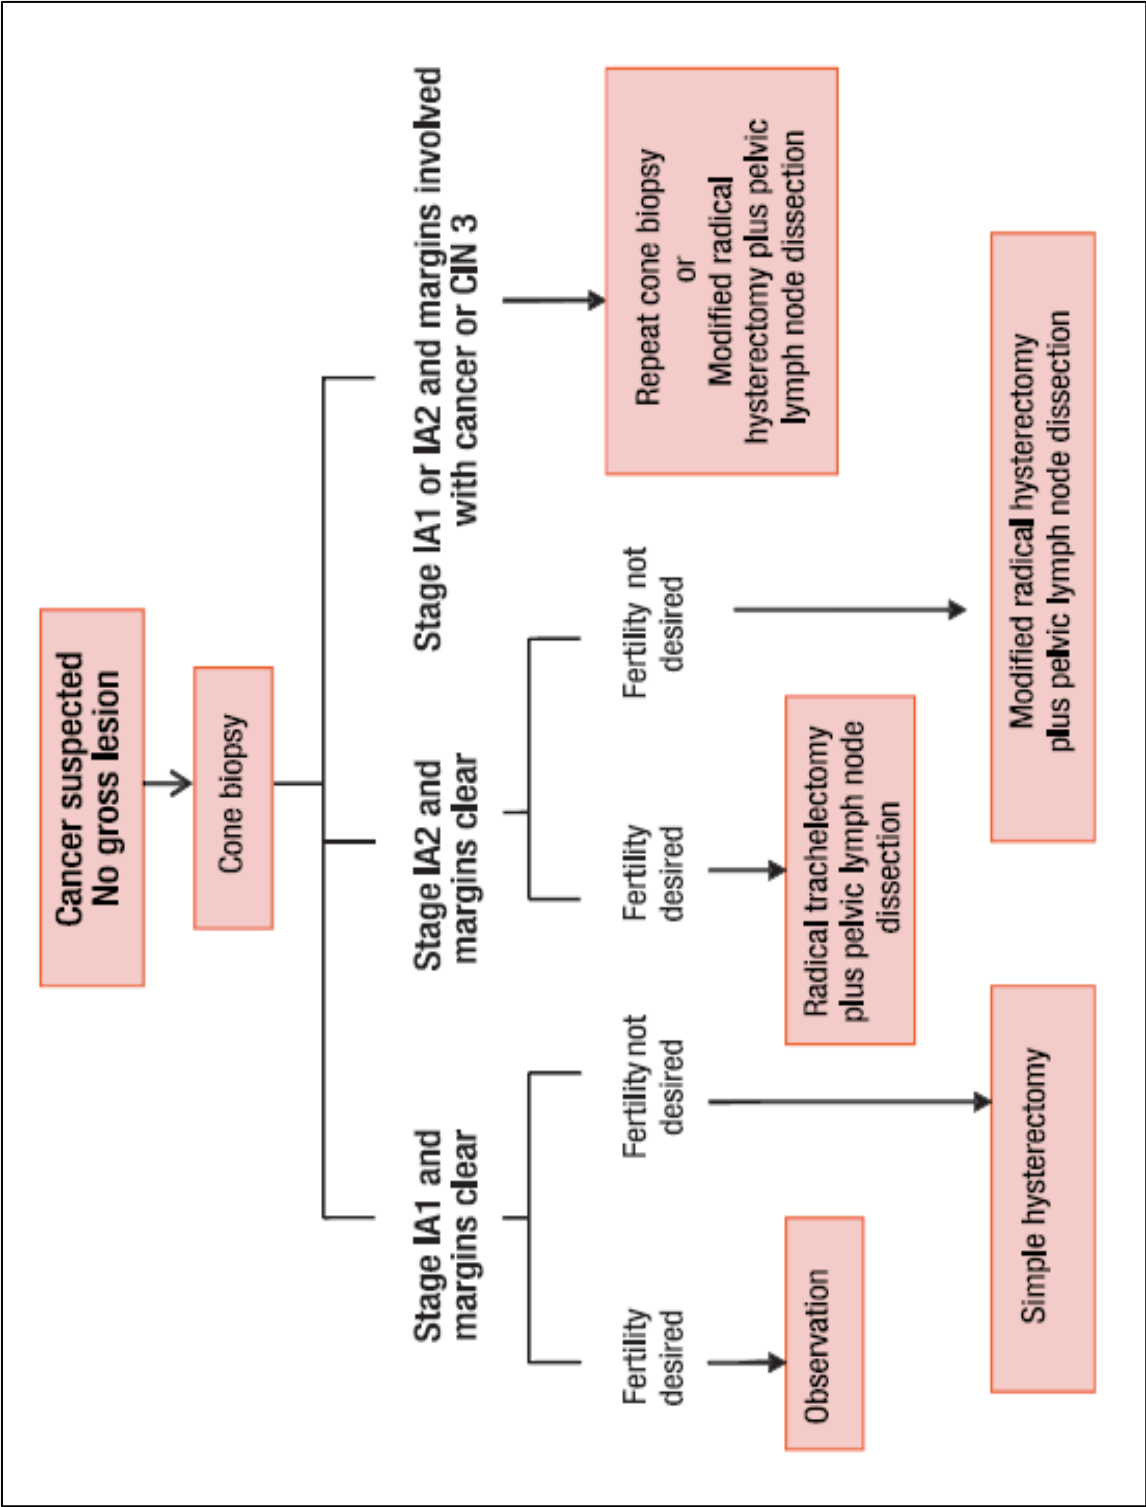 Cancer suspected
No gross lesion
Cone biopsy
Stage IA1 and
margins clear
Fertility
desired
Observation
Fertility not
desired
Simple hysterectomy
Stage IA2 and
margins clear
Fertility
desired
Radical trachelectomy
plus pelvic lymph node
dissection
Fertility not
desired
Modified radical hysterectomy
plus pelvic lymph node dissection
Stage IA1 or IA2 and margins involved
with cancer or CIN 3
Repeat cone biopsy
or
Modified radical
hysterectomy plus pelvic
lymph node dissection